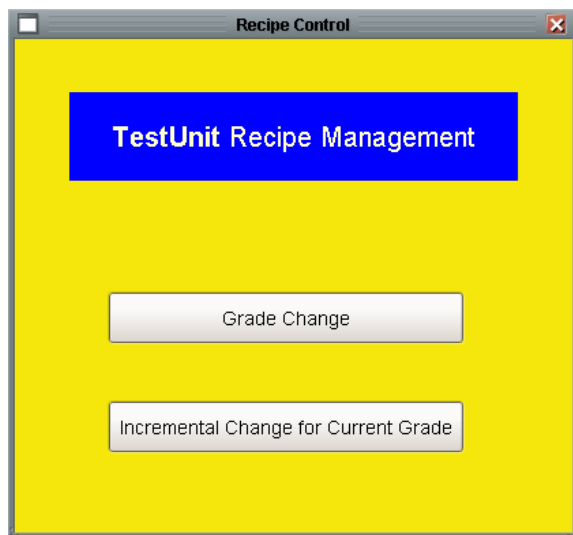 Recipe Control
TestUnit Recipe Management
Grade Change
Incremental Change for Current Grade